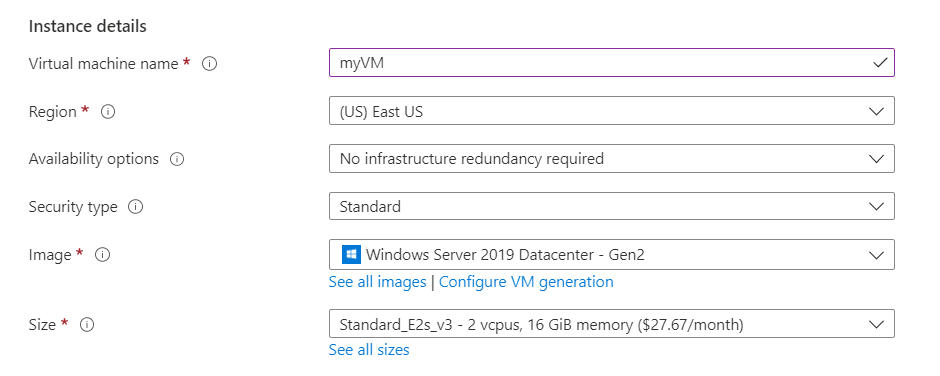 Instance details
Virtual machine name * myVM
Region * (US) East US
Availability options No infrastructure redundancy required
Security type Standard
Image * Windows Server 2019 Datacenter - Gen2
See all images | Configure VM generation
Size * Standard_E2s_v3 - 2 vcpus, 16 GiB memory ($27.67/month)
See all sizes